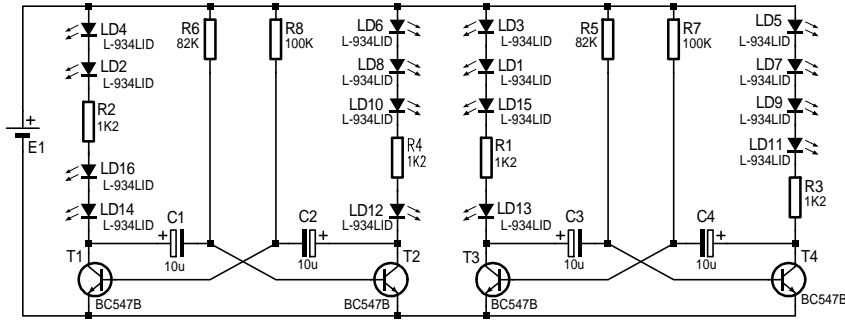 LD4
L-934LID
LD2
L-934LID
R2
1K2
LD16
L-934LID
LD14
L-934LID
+
E1
R6
82K
R8
100K
C1
+
10u
C2
+
10u
T1
BC547B
T2
BC547B
LD6
L-934LID
LD8
L-934LID
LD10
L-934LID
R4
1K2
LD12
L-934LID
LD3
L-934LID
LD1
L-934LID
LD15
L-934LID
R1
1K2
LD13
L-934LID
R5
82K
R7
100K
C3
+
10u
C4
+
10u
T3
BC547B
T4
BC547B
LD5
L-934LID
LD7
L-934LID
LD9
L-934LID
LD11
L-934LID
R3
1K2